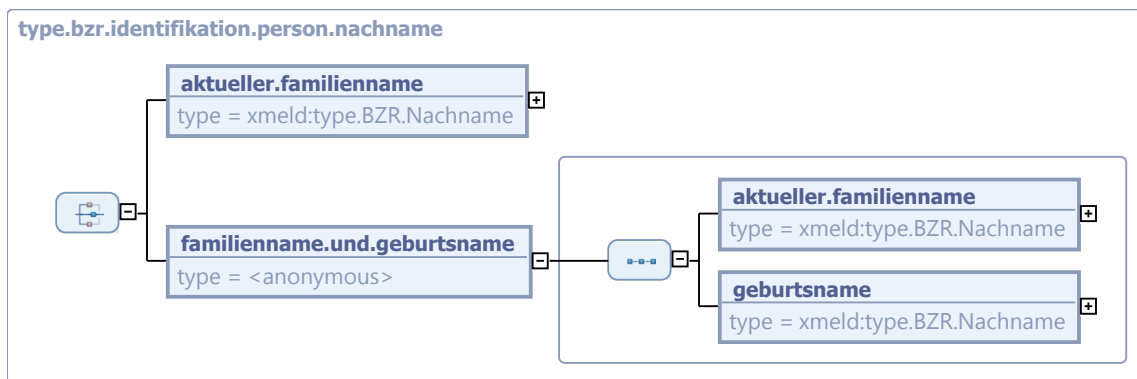 type.bzr.identifikation.person.nachname
aktueller.familienname
type = xmeld:type.BZR.Nachname
familienname.und.geburtsname
type = <anonymous>
aktueller.familienname
type = xmeld:type.BZR.Nachname
geburtsname
type = xmeld:type.BZR.Nachname